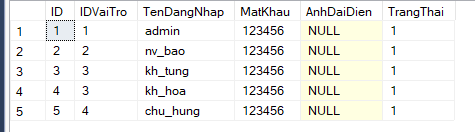 ID IDVaiTro TenDangNhap MatKhau AnhDaiDien TrangThai
1 1 1 admin 123456 NULL 1
2 2 2 nv_bao 123456 NULL 1
3 3 3 kh_tung 123456 NULL 1
4 4 3 kh_hoa 123456 NULL 1
5 5 4 chu_hung 123456 NULL 1